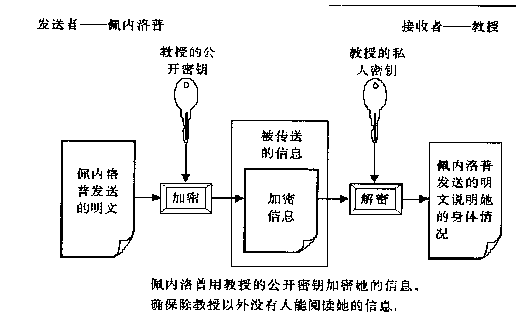 发送者——佩内洛普
接收者——教授
教授的公
开密钥
教授的私
人密钥
被传送
的信息
佩内洛
普发送
的明文
加密
加密
信息
解密
佩内洛普
发送的明
文说明她
的身体情
况
佩内洛普用教授的公开密钥加密她的信息,
确保除教授以外没有人能阅读她的信息.